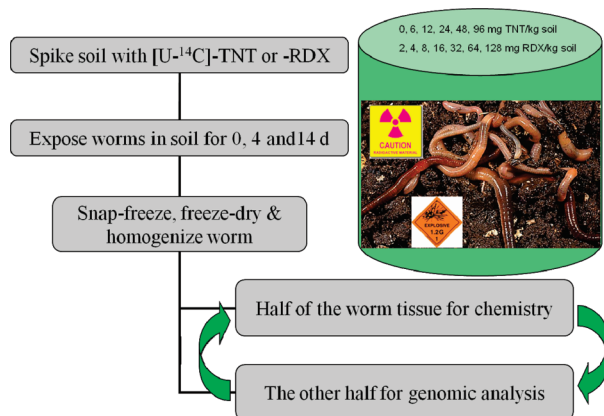 0, 6, 12, 24, 48, 96 mg TNT/kg soil
2, 4, 8, 16, 32, 64, 128 mg RDX/kg soil
Spike soil with [U-¹⁴C]-TNT or -RDX
Expose worms in soil for 0, 4 and14 d
CAUTION
RADIOACTIVE MATERIAL
Snap-freeze, freeze-dry &
homogenize worm
EXPLOSIVE
1.2G
1
Half of the worm tissue for chemistry
The other half for genomic analysis